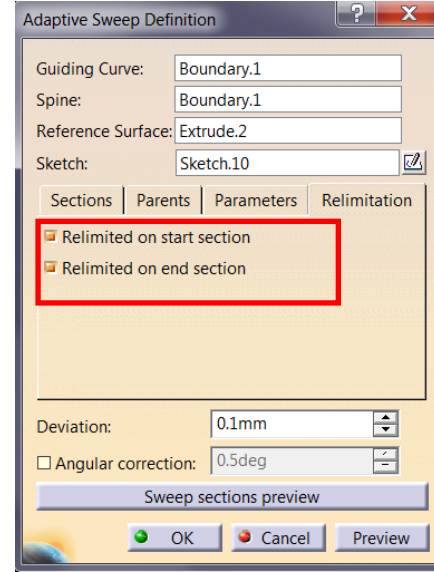 Adaptive Sweep Definition ? X
Guiding Curve: Boundary.1
Spine: Boundary.1
Reference Surface: Extrude.2
Sketch: Sketch.10
Sections Parents Parameters Relimitation
Relimited on start section
Relimited on end section
Deviation: 0.1mm
Angular correction: 0.5deg
Sweep sections preview
OK Cancel Preview